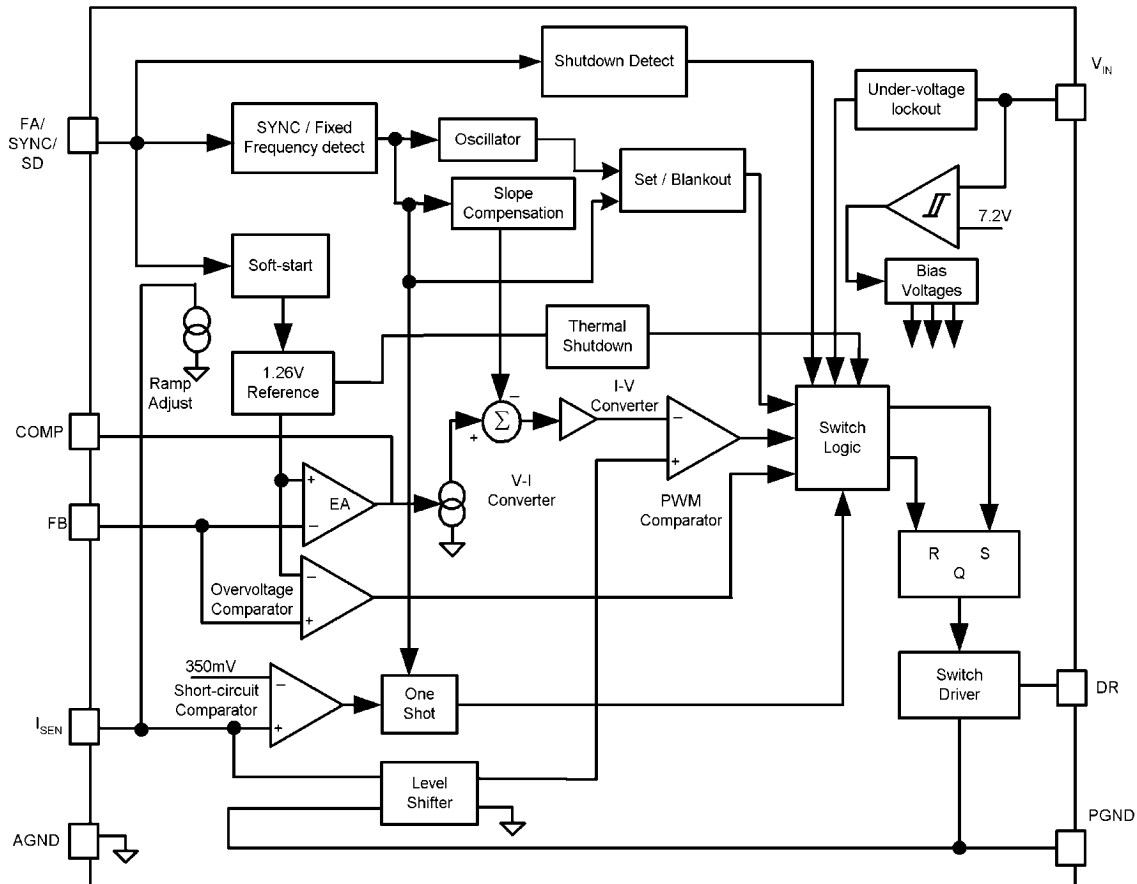 Shutdown Detect
V_IN
Under-voltage
lockout
FA/
SYNC/
SD
SYNC / Fixed
Frequency detect
Oscillator
Set / Blankout
Slope
Compensation
7.2V
Soft-start
Bias
Voltages
Thermal
Shutdown
Ramp
Adjust
1.26V
Reference
I-V
Converter
−
Σ
+
−
+
COMP
Switch
Logic
V-I
Converter
PWM
Comparator
+
EA
−
FB
R S
Q
Overvoltage
Comparator
−
+
350mV
Short-circuit
Comparator
−
+
One
Shot
Switch
Driver
DR
I_SEN
Level
Shifter
AGND
PGND